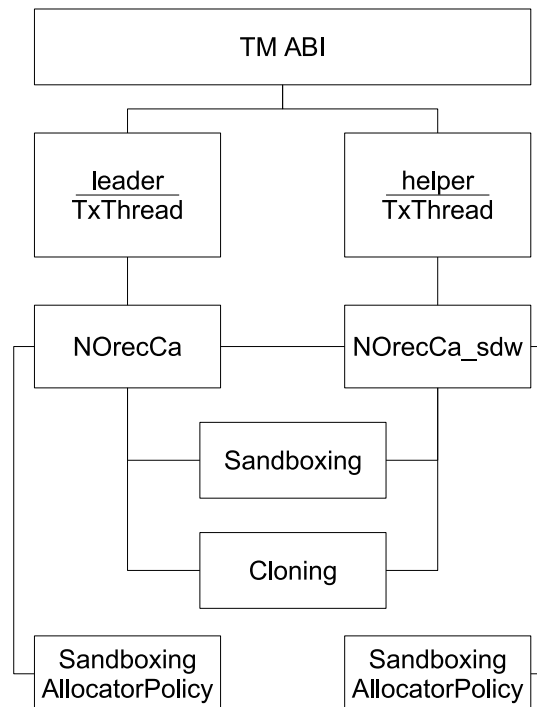 TM ABI
leader
TxThread
helper
TxThread
NOrecCa
NOrecCa_sdw
Sandboxing
Cloning
Sandboxing
AllocatorPolicy
Sandboxing
AllocatorPolicy